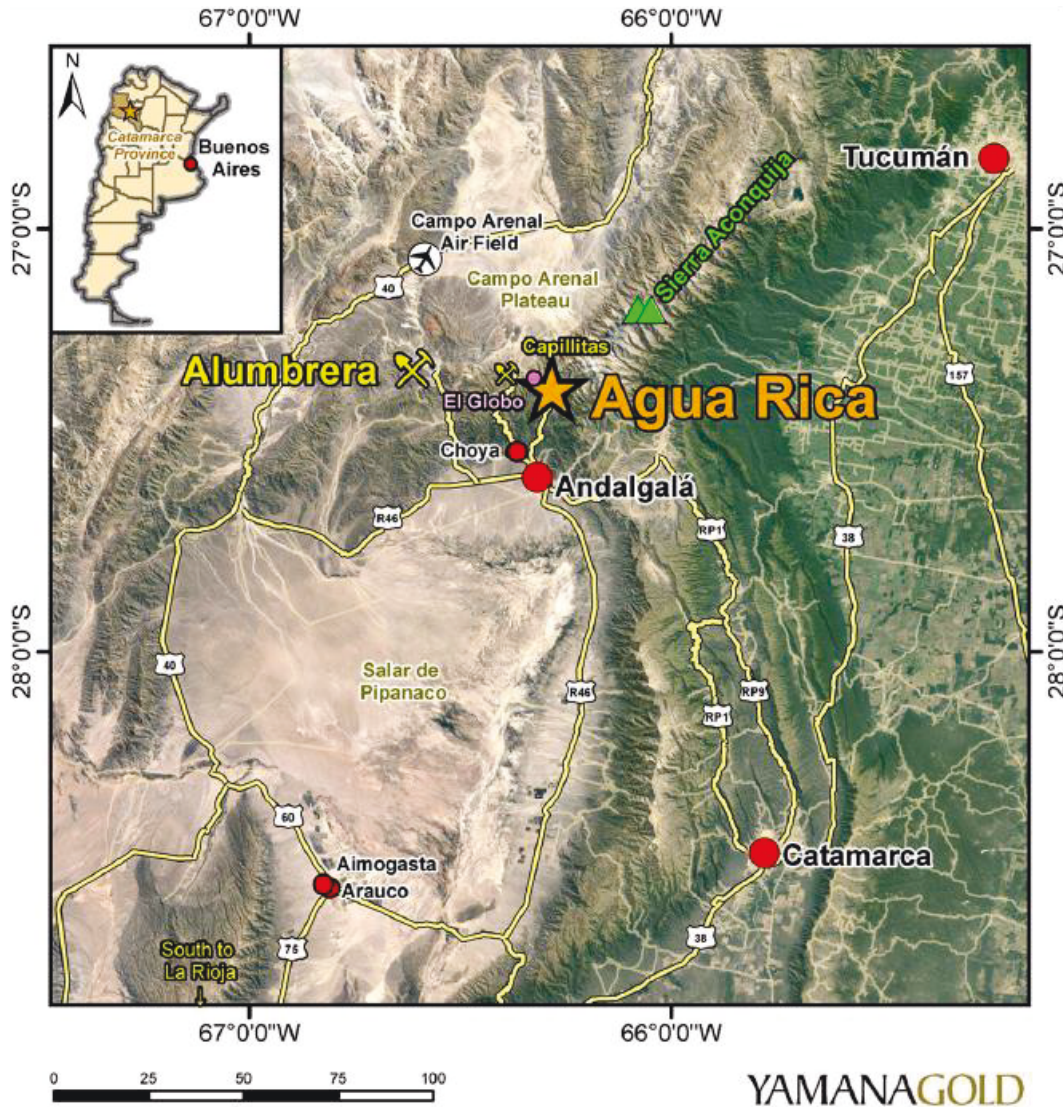 67°0'0"W
66°0'0"W
N
Catamarca
Province
Buenos
Aires
Tucumán
27°0'0"S
27°0'0"S
Campo Arenal
Air Field
40
Campo Arenal
Plateau
Sierra Aconquija
Capillitas
Alumbrera
El Globo
Agua Rica
157
Choya
Andalgalá
R46
RP1
38
28°0'0"S
28°0'0"S
40
Salar de
Pipanaco
R46
RP9
RP1
60
Catamarca
Aimogasta
Arauco
38
75
South to
La Rioja
67°0'0"W
66°0'0"W
0
25
50
75
100
YAMANAGOLD